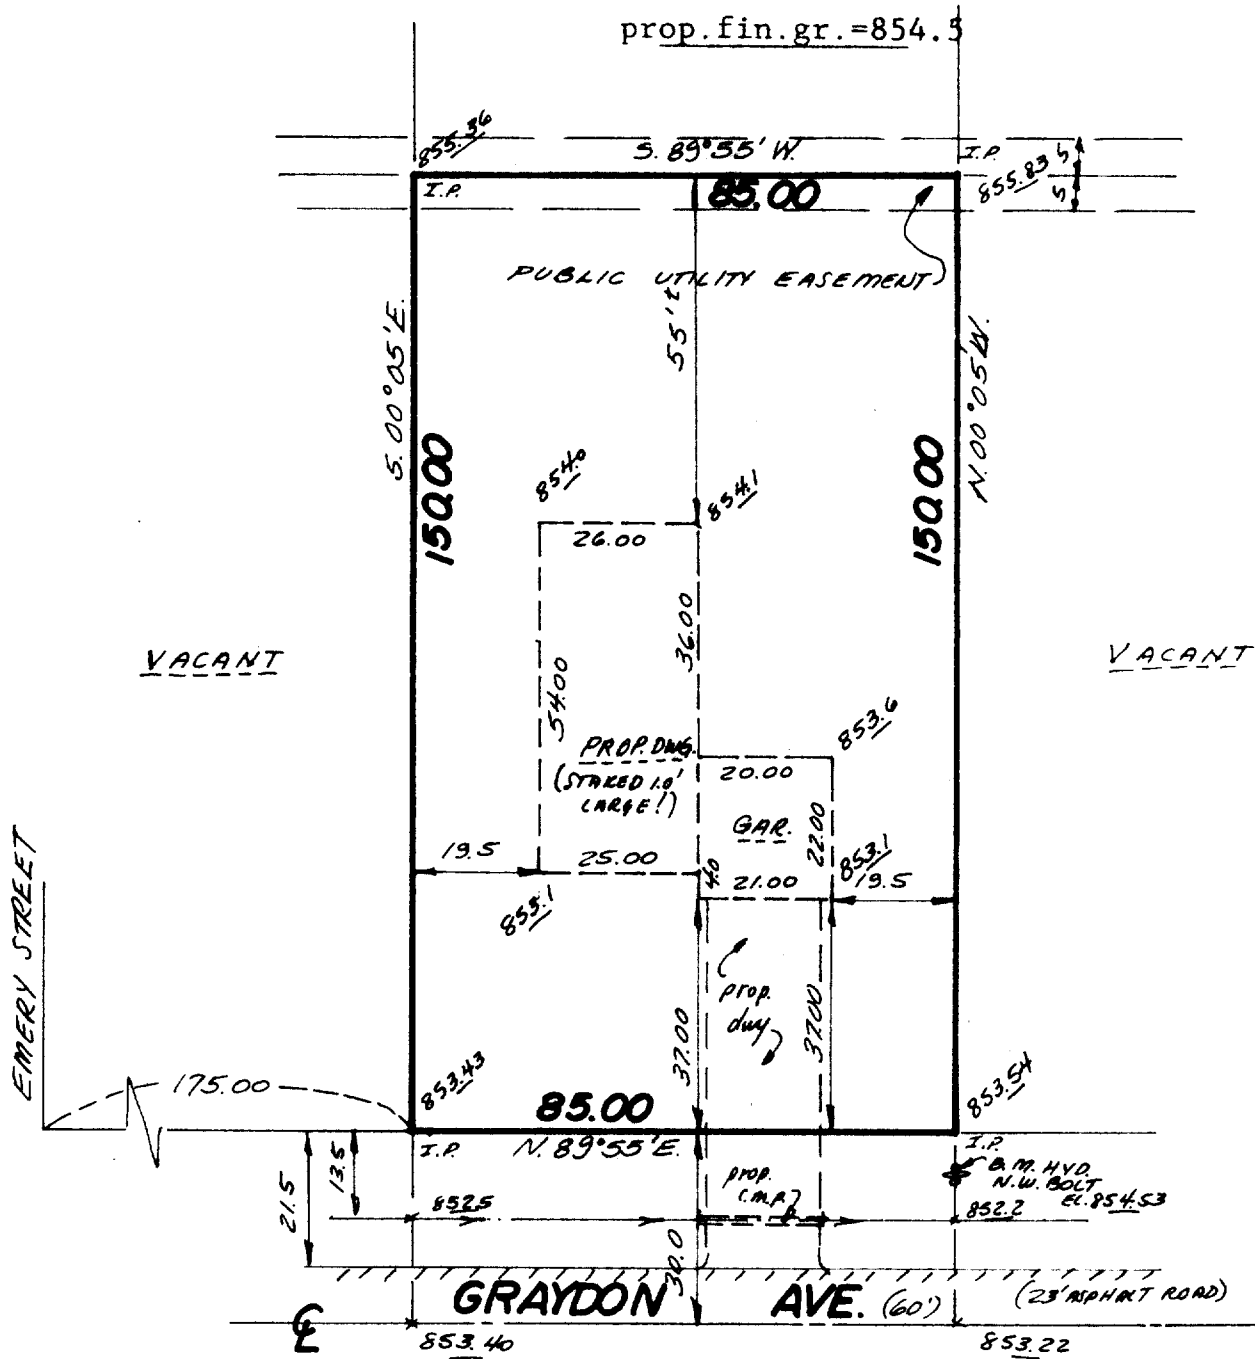 prop.fin.gr.=854.5
855.36
S. 89°55' W.
I.P.
855.83
5
5
I.P.
85.00
PUBLIC UTILITY EASEMENT
S. 00°05' E.
55'±
N. 00°05' W.
150.00
150.00
854.0
854.1
26.00
36.00
VACANT
VACANT
54.00
853.6
PROP. DWG.
20.00
(STAKED 1.0'
LARGE!)
GAR.
22.00
853.1
19.5
25.00
4.0
21.00
19.5
853.1
EMERY STREET
prop.
dwy
37.00
37.00
175.00
853.43
853.54
85.00
I.P.
N. 89°55' E.
I.P.
B.M. HYD.
N.W. BOLT
EL. 854.53
21.5
13.5
prop.
C.M.P.
852.5
852.2
30.0
GRAYDON AVE. (60')
(23' ASPHALT ROAD)
℄
853.40
853.22